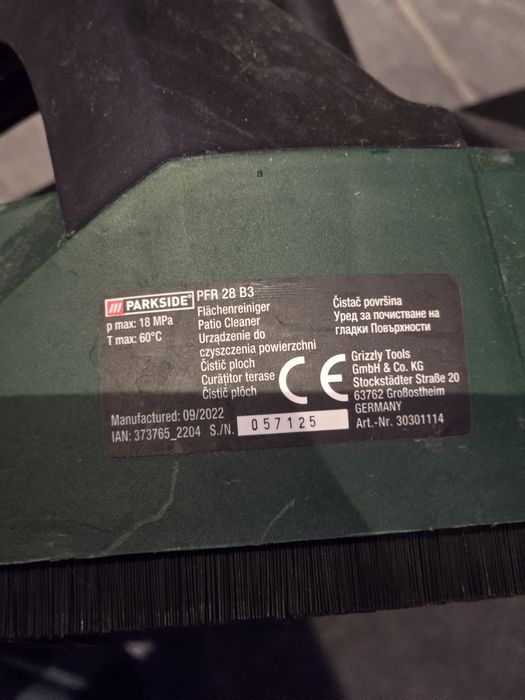 /// PARKSIDE®
PFR 28 B3
p max: 18 MPa
T max: 60°C
Flächenreiniger
Patio Cleaner
Urządzenie do
czyszczenia powierzchni
Čistič ploch
Curățitor terase
Čistič plôch
Čistač površina
Уред за почистване на
гладки Повърхности
CE
Grizzly Tools
GmbH & Co. KG
Stockstädter Straße 20
63762 Großostheim
GERMANY
Art.-Nr. 30301114
Manufactured: 09/2022
IAN: 373765_2204 S./N. 057125